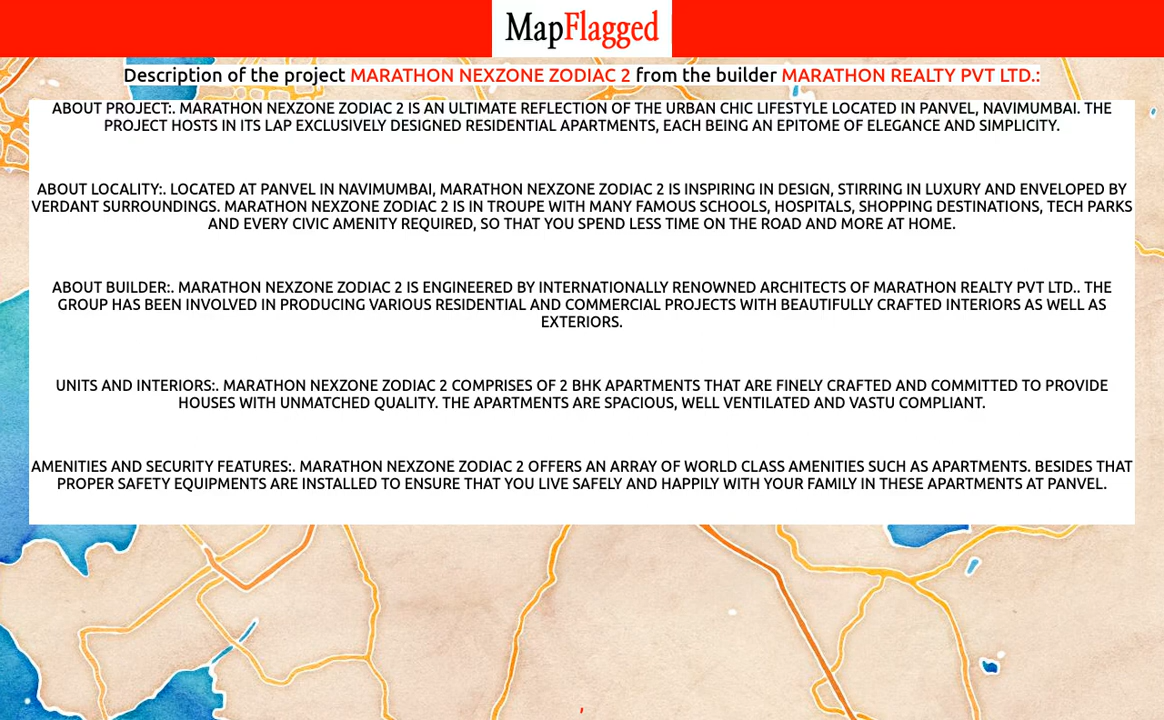 MapFlagged
Description of the project MARATHON NEXZONE ZODIAC 2 from the builder MARATHON REALTY PVT LTD.:
ABOUT PROJECT:. MARATHON NEXZONE ZODIAC 2 IS AN ULTIMATE REFLECTION OF THE URBAN CHIC LIFESTYLE LOCATED IN PANVEL, NAVIMUMBAI. THE
PROJECT HOSTS IN ITS LAP EXCLUSIVELY DESIGNED RESIDENTIAL APARTMENTS, EACH BEING AN EPITOME OF ELEGANCE AND SIMPLICITY.
ABOUT LOCALITY:. LOCATED AT PANVEL IN NAVIMUMBAI, MARATHON NEXZONE ZODIAC 2 IS INSPIRING IN DESIGN, STIRRING IN LUXURY AND ENVELOPED BY
VERDANT SURROUNDINGS. MARATHON NEXZONE ZODIAC 2 IS IN TROUPE WITH MANY FAMOUS SCHOOLS, HOSPITALS, SHOPPING DESTINATIONS, TECH PARKS
AND EVERY CIVIC AMENITY REQUIRED, SO THAT YOU SPEND LESS TIME ON THE ROAD AND MORE AT HOME.
ABOUT BUILDER:. MARATHON NEXZONE ZODIAC 2 IS ENGINEERED BY INTERNATIONALLY RENOWNED ARCHITECTS OF MARATHON REALTY PVT LTD.. THE
GROUP HAS BEEN INVOLVED IN PRODUCING VARIOUS RESIDENTIAL AND COMMERCIAL PROJECTS WITH BEAUTIFULLY CRAFTED INTERIORS AS WELL AS
EXTERIORS.
UNITS AND INTERIORS:. MARATHON NEXZONE ZODIAC 2 COMPRISES OF 2 BHK APARTMENTS THAT ARE FINELY CRAFTED AND COMMITTED TO PROVIDE
HOUSES WITH UNMATCHED QUALITY. THE APARTMENTS ARE SPACIOUS, WELL VENTILATED AND VASTU COMPLIANT.
AMENITIES AND SECURITY FEATURES:. MARATHON NEXZONE ZODIAC 2 OFFERS AN ARRAY OF WORLD CLASS AMENITIES SUCH AS APARTMENTS. BESIDES THAT
PROPER SAFETY EQUIPMENTS ARE INSTALLED TO ENSURE THAT YOU LIVE SAFELY AND HAPPILY WITH YOUR FAMILY IN THESE APARTMENTS AT PANVEL.